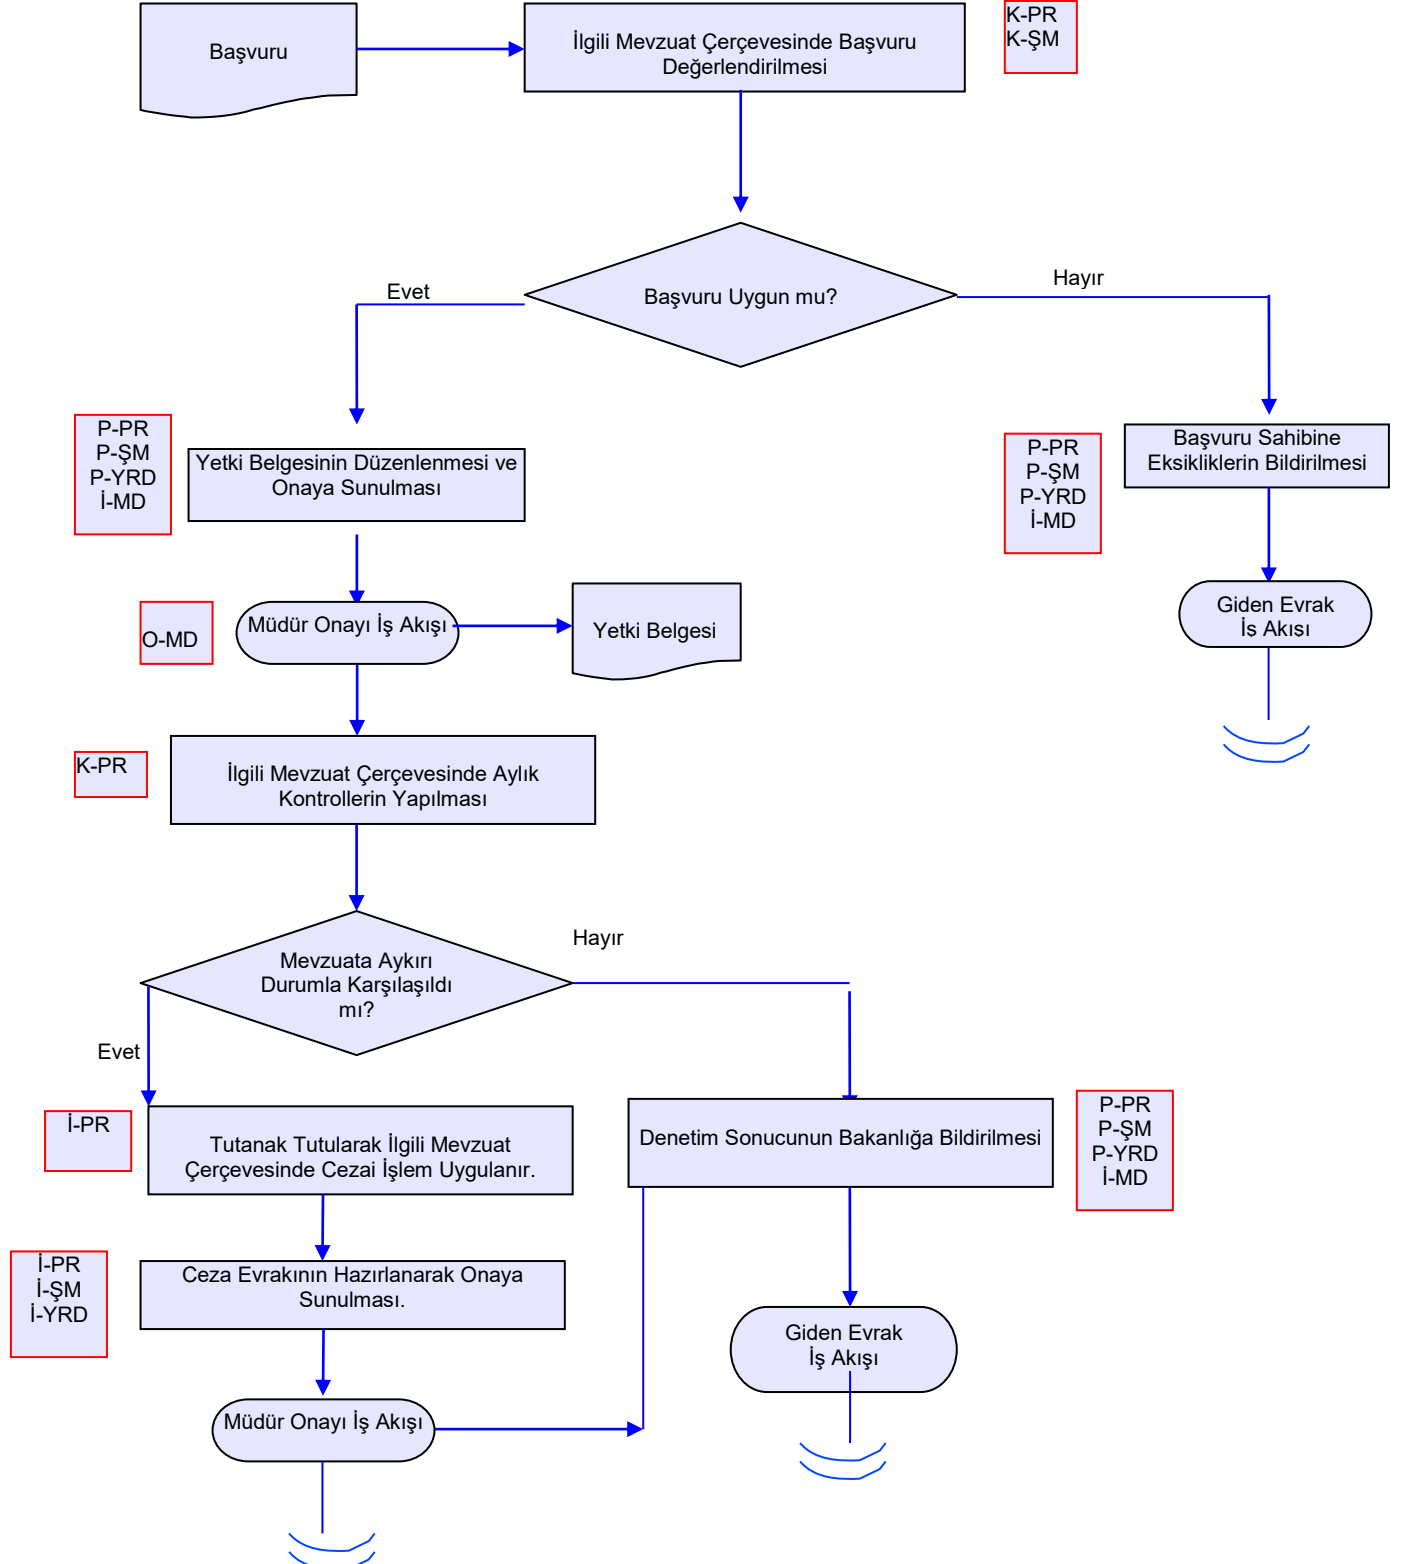 Başvuru
İlgili Mevzuat Çerçevesinde Başvuru
Değerlendirilmesi
K-PR
K-ŞM
Başvuru Uygun mu?
Evet
Hayır
P-PR
P-ŞM
P-YRD
İ-MD
Yetki Belgesinin Düzenlenmesi ve
Onaya Sunulması
P-PR
P-ŞM
P-YRD
İ-MD
Başvuru Sahibine
Eksikliklerin Bildirilmesi
O-MD
Müdür Onayı İş Akışı
Yetki Belgesi
Giden Evrak
İş Akışı
K-PR
İlgili Mevzuat Çerçevesinde Aylık
Kontrollerin Yapılması
Mevzuata Aykırı
Durumla Karşılaşıldı
mı?
Hayır
Evet
İ-PR
Tutanak Tutularak İlgili Mevzuat
Çerçevesinde Cezai İşlem Uygulanır.
Denetim Sonucunun Bakanlığa Bildirilmesi
P-PR
P-ŞM
P-YRD
İ-MD
İ-PR
İ-ŞM
İ-YRD
Ceza Evrakının Hazırlanarak Onaya
Sunulması.
Giden Evrak
İş Akışı
Müdür Onayı İş Akışı